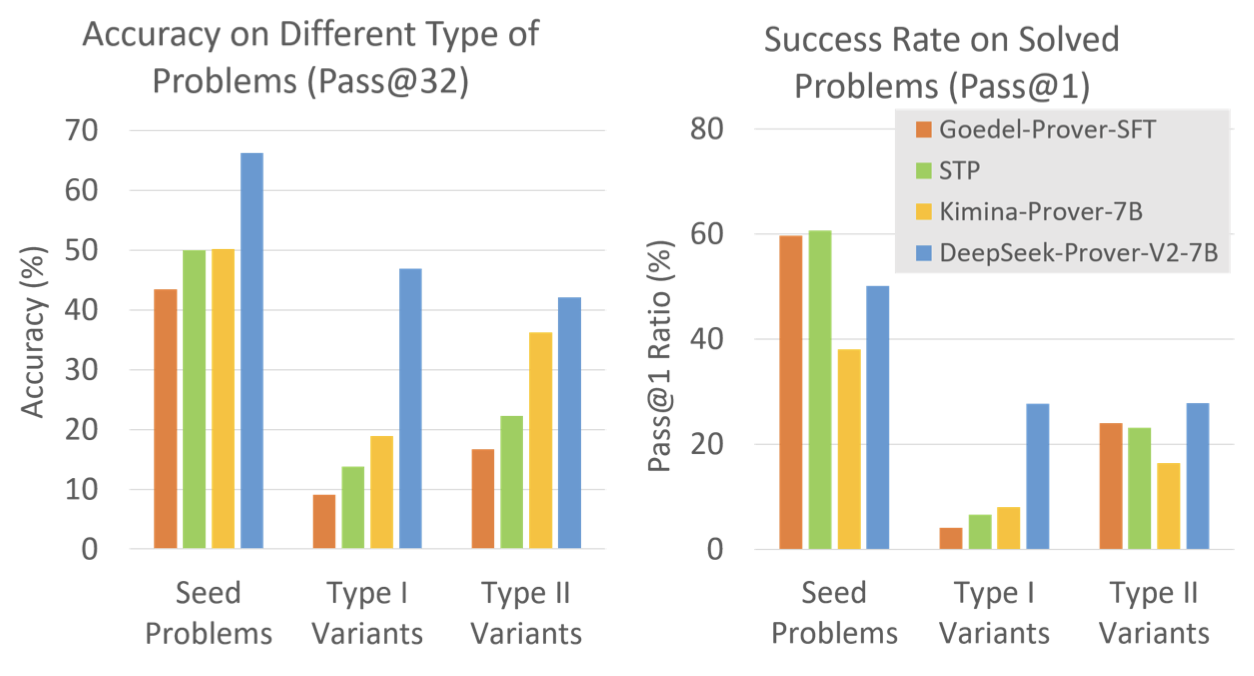 Accuracy on Different Type of
Problems (Pass@32)
Accuracy (%)
70
60
50
40
30
20
10
0
Seed
Problems
Type I
Variants
Type II
Variants
Success Rate on Solved
Problems (Pass@1)
Pass@1 Ratio (%)
80
60
40
20
0
Goedel-Prover-SFT
STP
Kimina-Prover-7B
DeepSeek-Prover-V2-7B
Seed
Problems
Type I
Variants
Type II
Variants